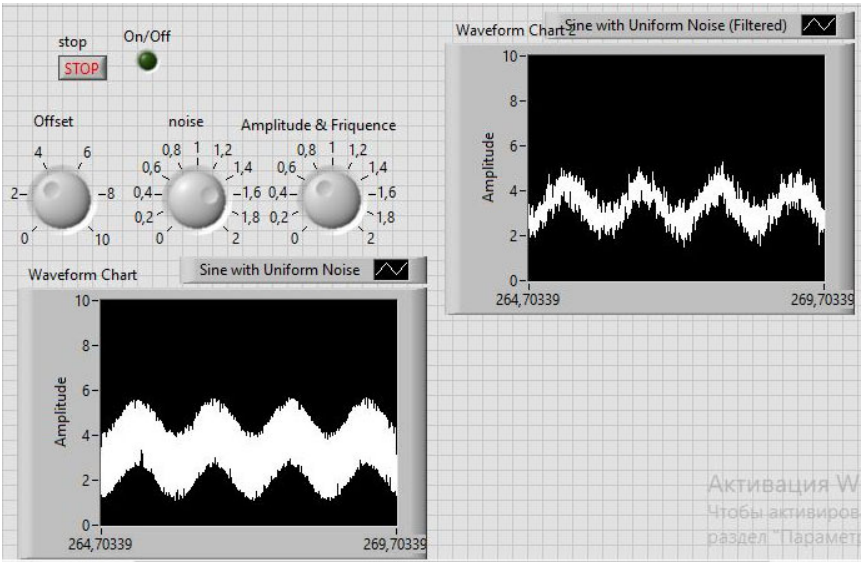 stop
STOP
On/Off
Waveform Chart 2
Sine with Uniform Noise (Filtered)
Amplitude
10
8
6
4
2
0
264,70339
269,70339
Offset
0
2
4
6
8
10
noise
0
0,2
0,4
0,6
0,8
1
1,2
1,4
1,6
1,8
2
Amplitude & Friquence
0
0,2
0,4
0,6
0,8
1
1,2
1,4
1,6
1,8
2
Waveform Chart
Sine with Uniform Noise
Amplitude
10
8
6
4
2
0
264,70339
269,70339
Активация W
Чтобы активиров
раздел "Параметр